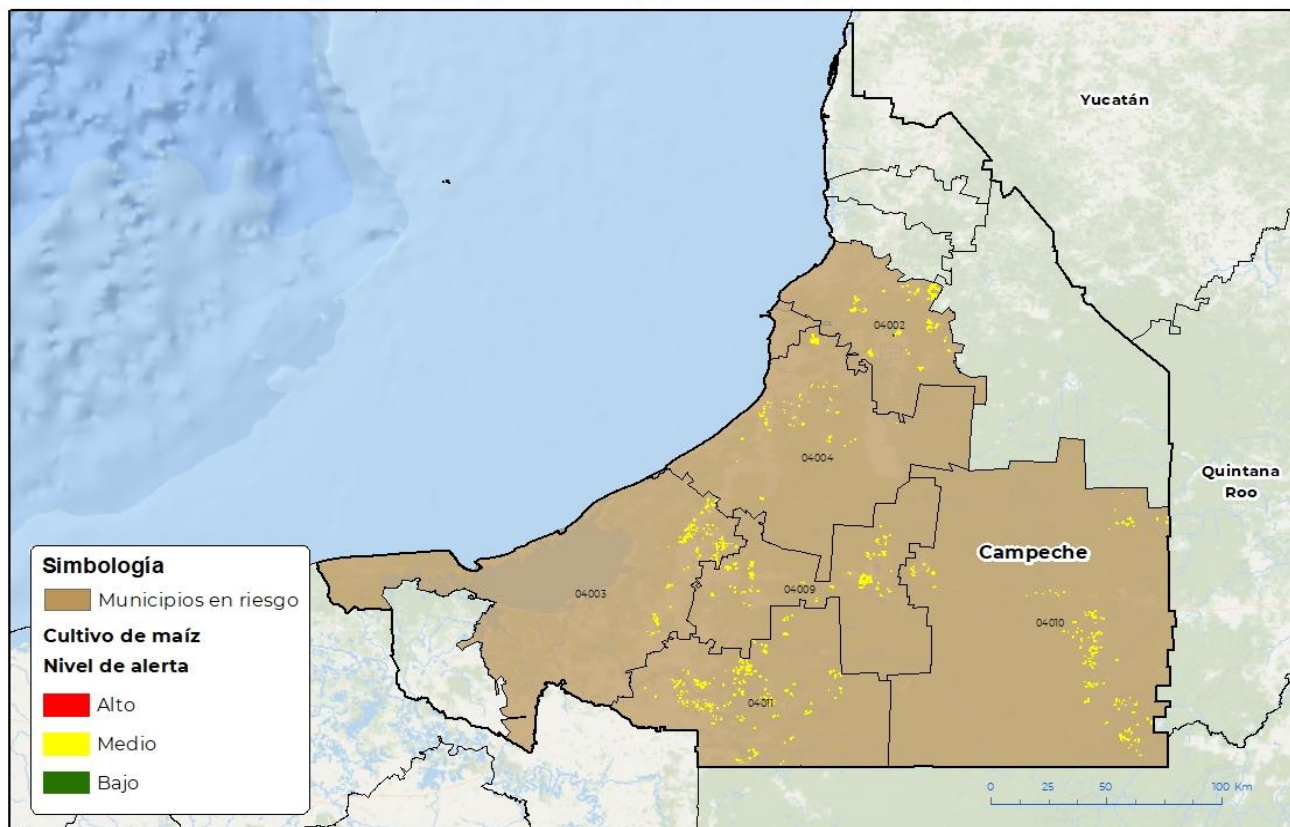 Yucatán
04002
04004
Quintana
Roo
Campeche
04003
04009
04010
04011
Simbología
Municipios en riesgo
Cultivo de maíz
Nivel de alerta
Alto
Medio
Bajo
0 25 50 100 Km